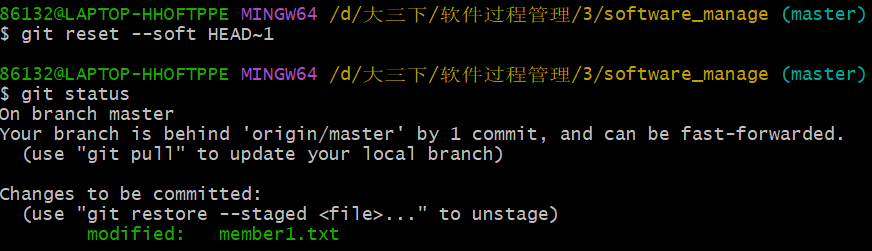 86132@LAPTOP-HHOFTPPE MINGW64 /d/大三下/软件过程管理/3/software_manage (master)
$ git reset --soft HEAD~1
86132@LAPTOP-HHOFTPPE MINGW64 /d/大三下/软件过程管理/3/software_manage (master)
$ git status
On branch master
Your branch is behind 'origin/master' by 1 commit, and can be fast-forwarded.
  (use "git pull" to update your local branch)
Changes to be committed:
  (use "git restore --staged <file>..." to unstage)
        modified:   member1.txt